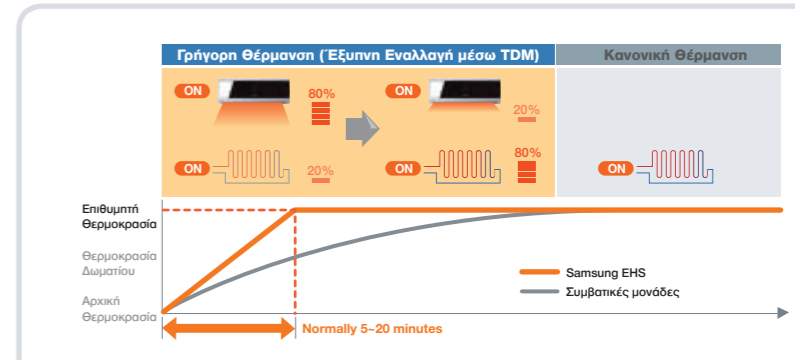 Γρήγορη Θέρμανση (Έξυπνη Εναλλαγή μέσω TDM)
Κανονική Θέρμανση
ON
80%
ON
20%
ON
20%
ON
80%
ON
Επιθυμητή
Θερμοκρασία
Θερμοκρασία
Δωματίου
Αρχική
Θερμοκρασία
Samsung EHS
Συμβατικές μονάδες
Normally 5~20 minutes